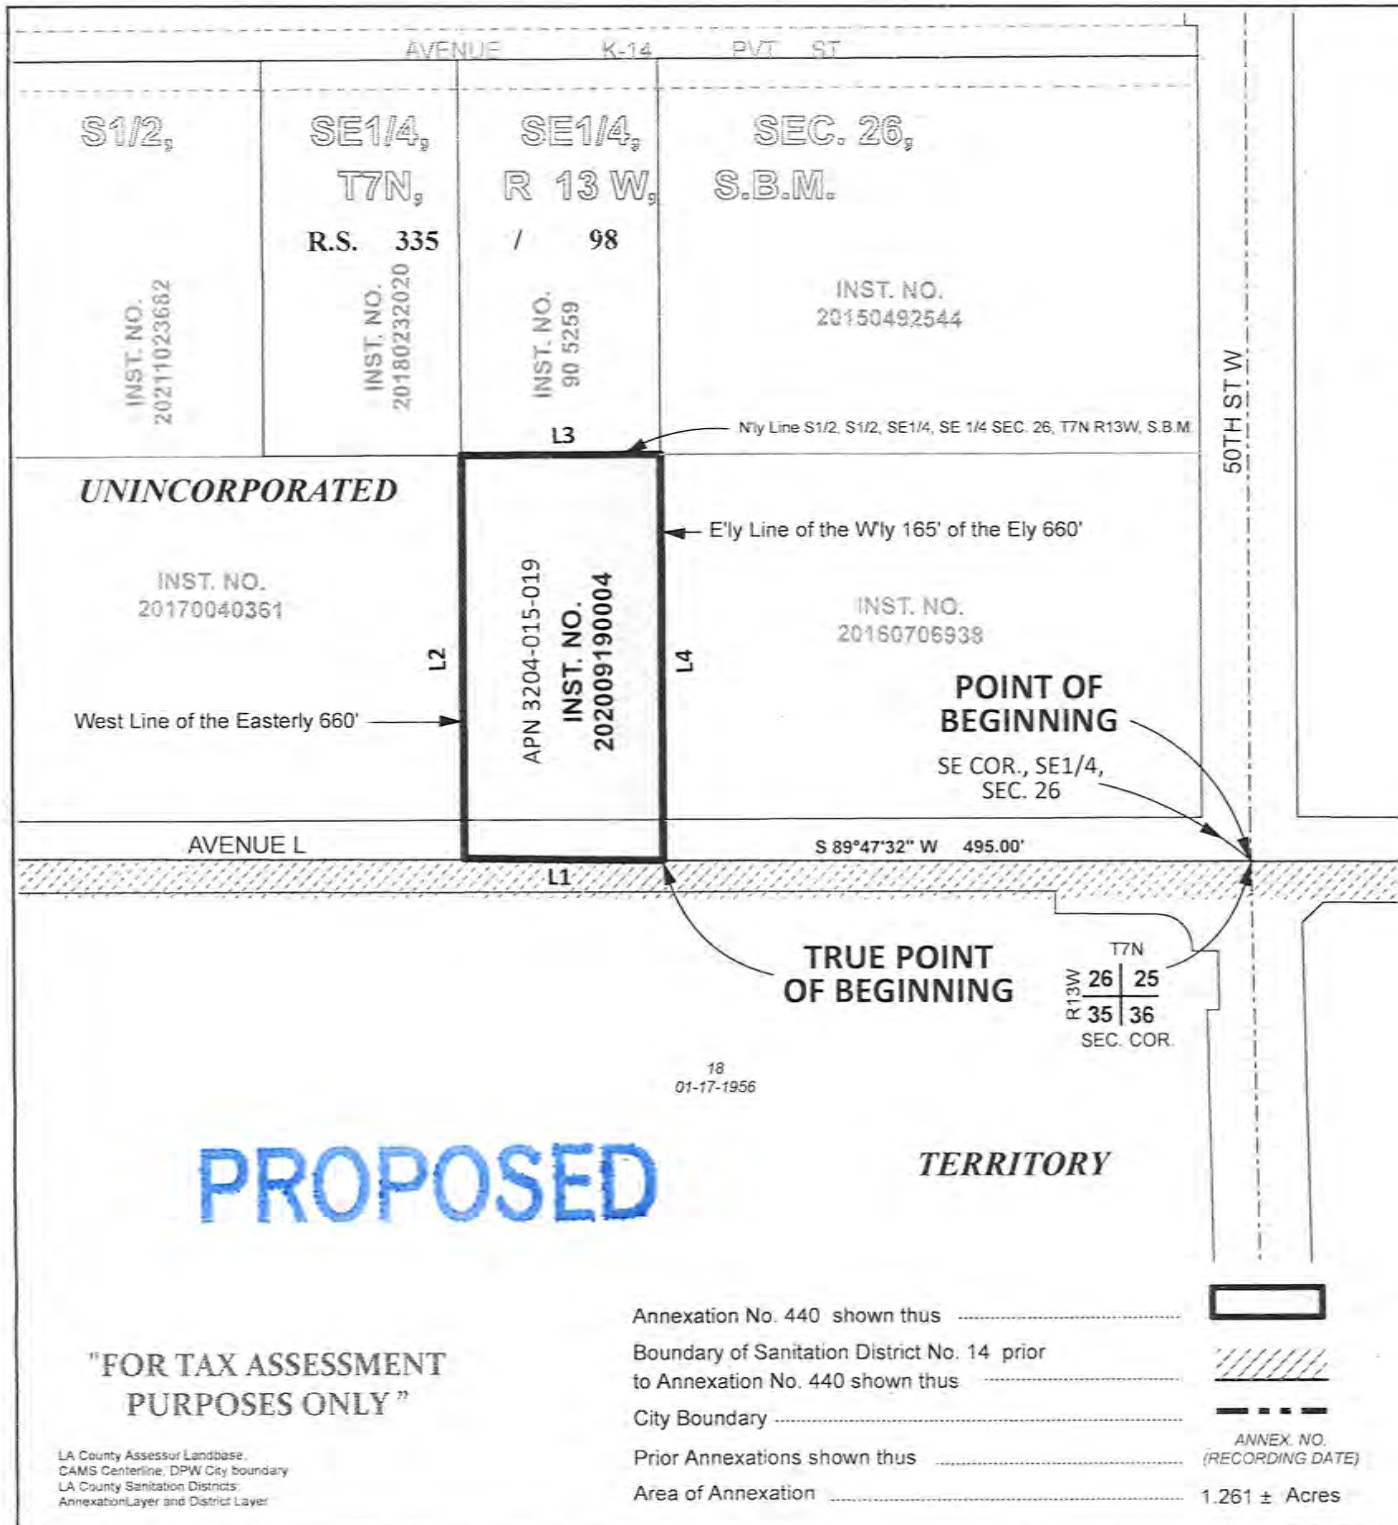 AVENUE K-14 PVT ST
S1/2, SE1/4, SE1/4, SEC. 26,
T7N, R 13 W, S.B.M.
R.S. 335 / 98
INST. NO.
20211023682
INST. NO.
20180232020
INST. NO.
90 5259
INST. NO.
20150492544
50TH ST W
L3
N'ly Line S1/2, S1/2, SE1/4, SE 1/4 SEC. 26, T7N R13W, S.B.M.
UNINCORPORATED
E'ly Line of the W'ly 165' of the Ely 660'
INST. NO.
20170040361
APN 3204-015-019
INST. NO.
202009190004
INST. NO.
20160706938
L2
L4
West Line of the Easterly 660'
POINT OF
BEGINNING
SE COR., SE1/4,
SEC. 26
AVENUE L
S 89°47'32" W 495.00'
L1
TRUE POINT
OF BEGINNING
T7N
R13W
26 25
35 36
SEC. COR.
18
01-17-1956
PROPOSED
TERRITORY
Annexation No. 440 shown thus
Boundary of Sanitation District No. 14 prior
to Annexation No. 440 shown thus
City Boundary
Prior Annexations shown thus
ANNEX. NO.
(RECORDING DATE)
Area of Annexation
1.261 ± Acres
"FOR TAX ASSESSMENT
PURPOSES ONLY"
LA County Assessor Landbase
CAMS Centerline, DPW City boundary
LA County Sanitation Districts
AnnexationLayer and District Layer